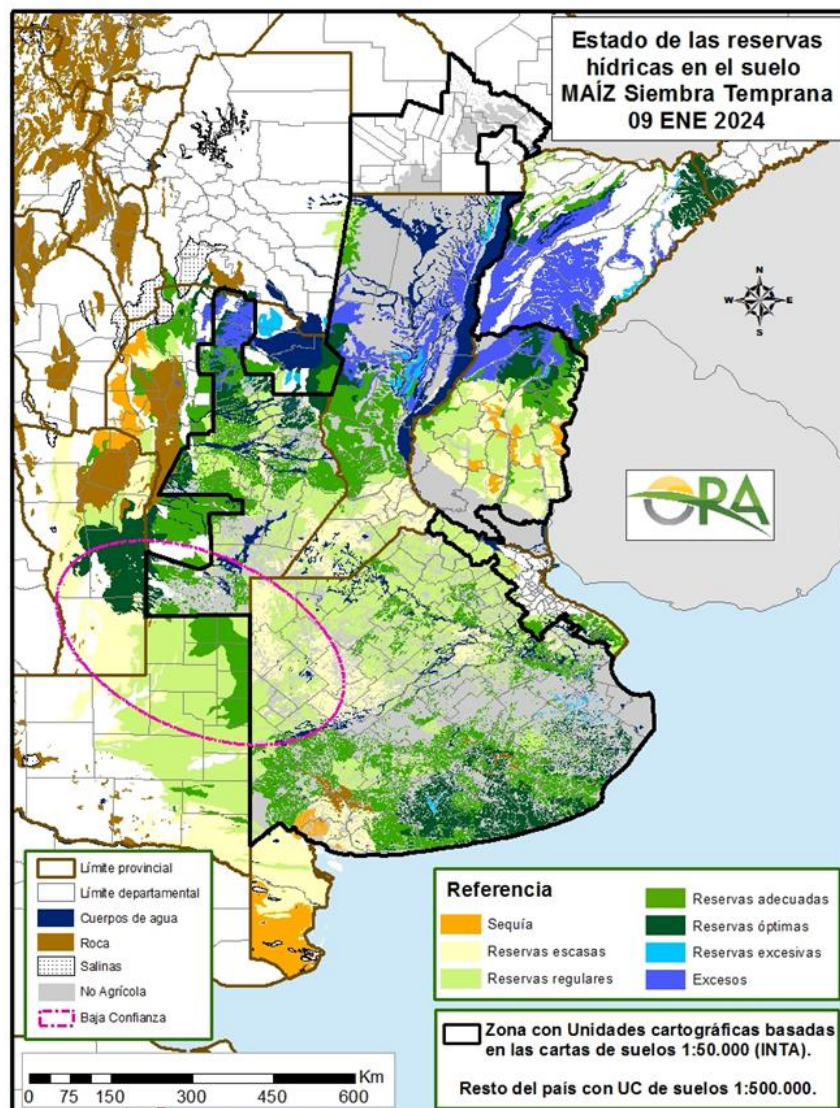 Estado de las reservas
hídricas en el suelo
MAÍZ Siembra Temprana
09 ENE 2024
N
W E
S
ORA
Límite provincial
Límite departamental
Cuerpos de agua
Roca
Salinas
No Agrícola
Baja Confianza
Referencia
Sequía
Reservas escasas
Reservas regulares
Reservas adecuadas
Reservas óptimas
Reservas excesivas
Excesos
Zona con Unidades cartográficas basadas
en las cartas de suelos 1:50.000 (INTA).
Resto del país con UC de suelos 1:500.000.
Km
0 75 150 300 450 600